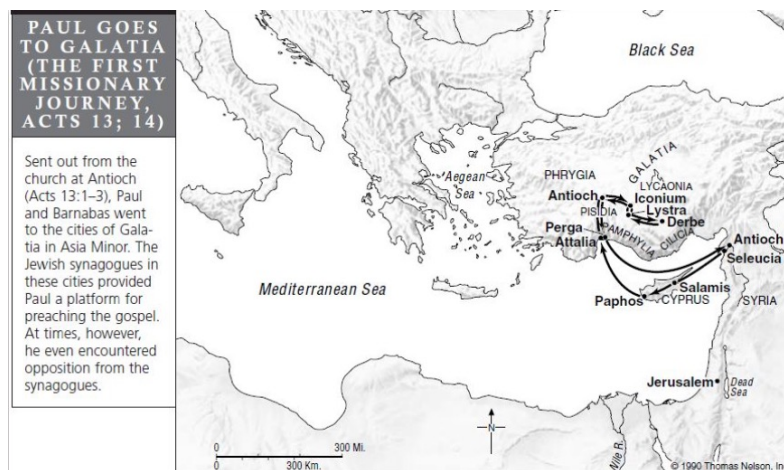 PAUL GOES
TO GALATIA
(THE FIRST
MISSIONARY
JOURNEY,
ACTS 13; 14)
Sent out from the
church at Antioch
(Acts 13:1–3), Paul
and Barnabas went
to the cities of Gala-
tia in Asia Minor. The
Jewish synagogues in
these cities provided
Paul a platform for
preaching the gospel.
At times, however,
he even encountered
opposition from the
synagogues.
Black Sea
Aegean
Sea
GALATIA
PHRYGIA
LYCAONIA
Antioch
Iconium
PISIDIA
Lystra
Derbe
Perga
PAMPHYLIA
CILICIA
Attalia
Antioch
Seleucia
Mediterranean Sea
Salamis
Paphos
CYPRUS
SYRIA
Jerusalem
Dead
Sea
N
Nile R.
0 300 Mi.
0 300 Km.
© 1990 Thomas Nelson, In